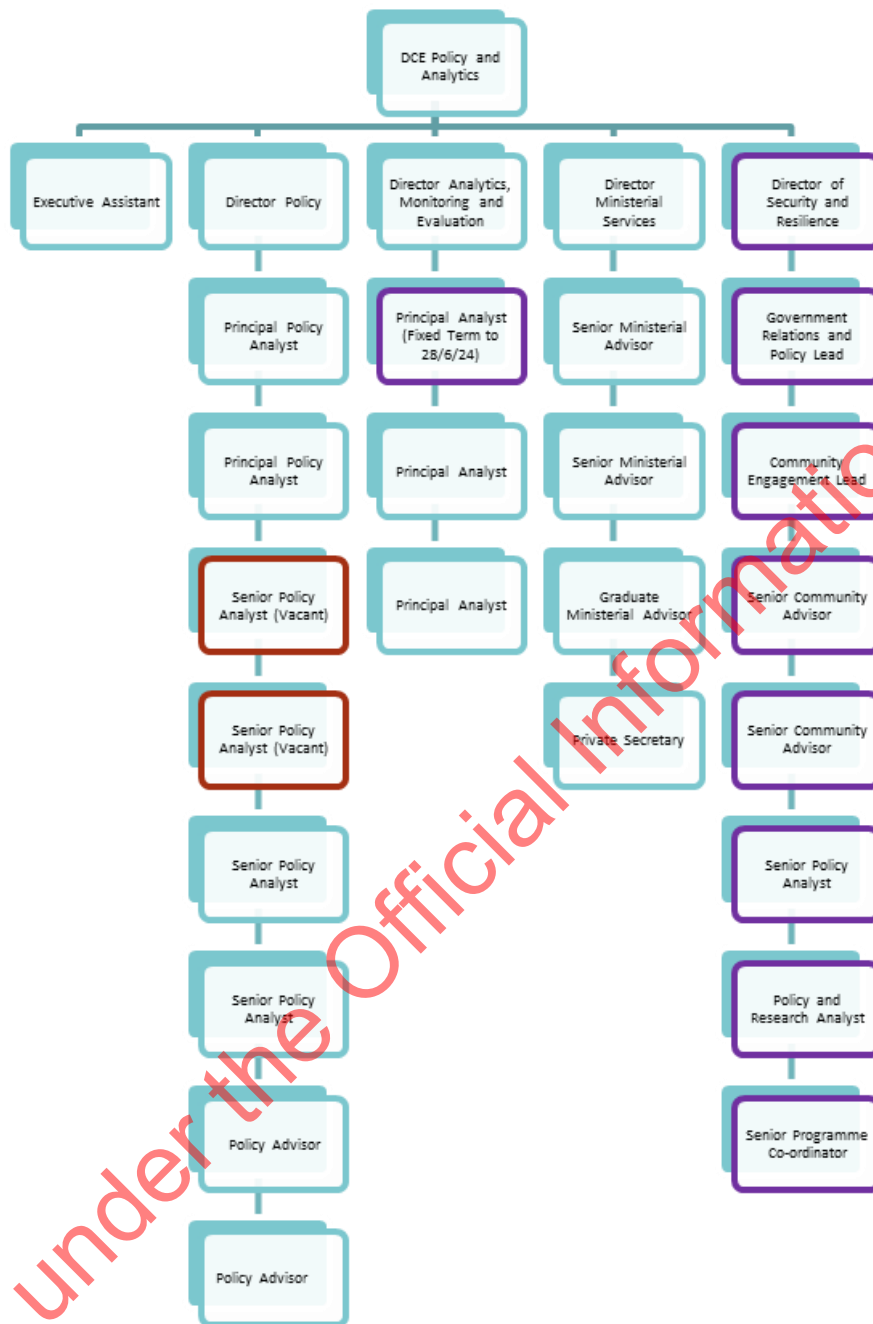 DCE Policy and
Analytics
Executive Assistant
Director Policy
Director Analytics,
Monitoring and
Evaluation
Director
Ministerial
Services
Director of
Security and
Resilience
Principal Policy
Analyst
Principal Analyst
(Fixed Term to
28/6/24)
Senior Ministerial
Advisor
Government
Relations and
Policy Lead
Principal Policy
Analyst
Principal Analyst
Senior Ministerial
Advisor
Community
Engagement Lead
Senior Policy
Analyst (Vacant)
Principal Analyst
Graduate
Ministerial Advisor
Senior Community
Advisor
Senior Policy
Analyst (Vacant)
Private Secretary
Senior Community
Advisor
Senior Policy
Analyst
Senior Policy
Analyst
Senior Policy
Analyst
Policy and
Research Analyst
Policy Advisor
Senior Programme
Co-ordinator
Policy Advisor
under the Official